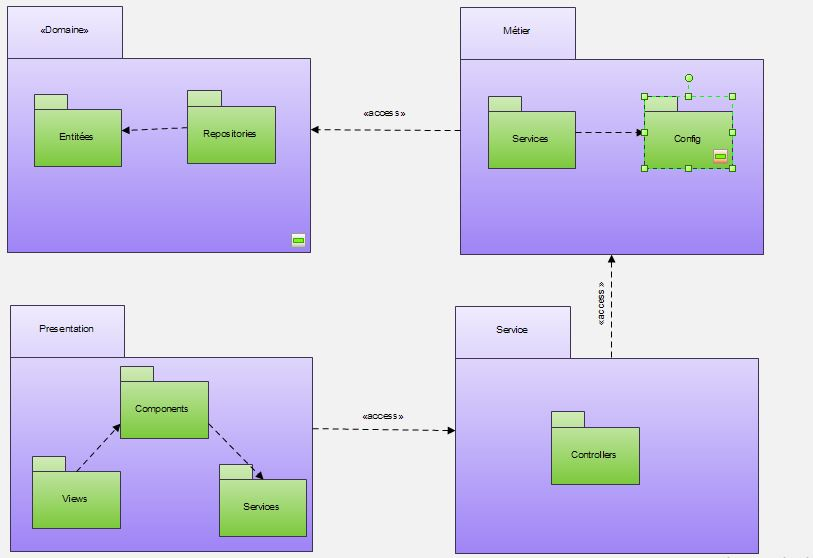 «Domaine»
Métier
«access»
Entitées
Repositories
Services
Config
Presentation
Service
«access»
Components
«access»
Controllers
Views
Services